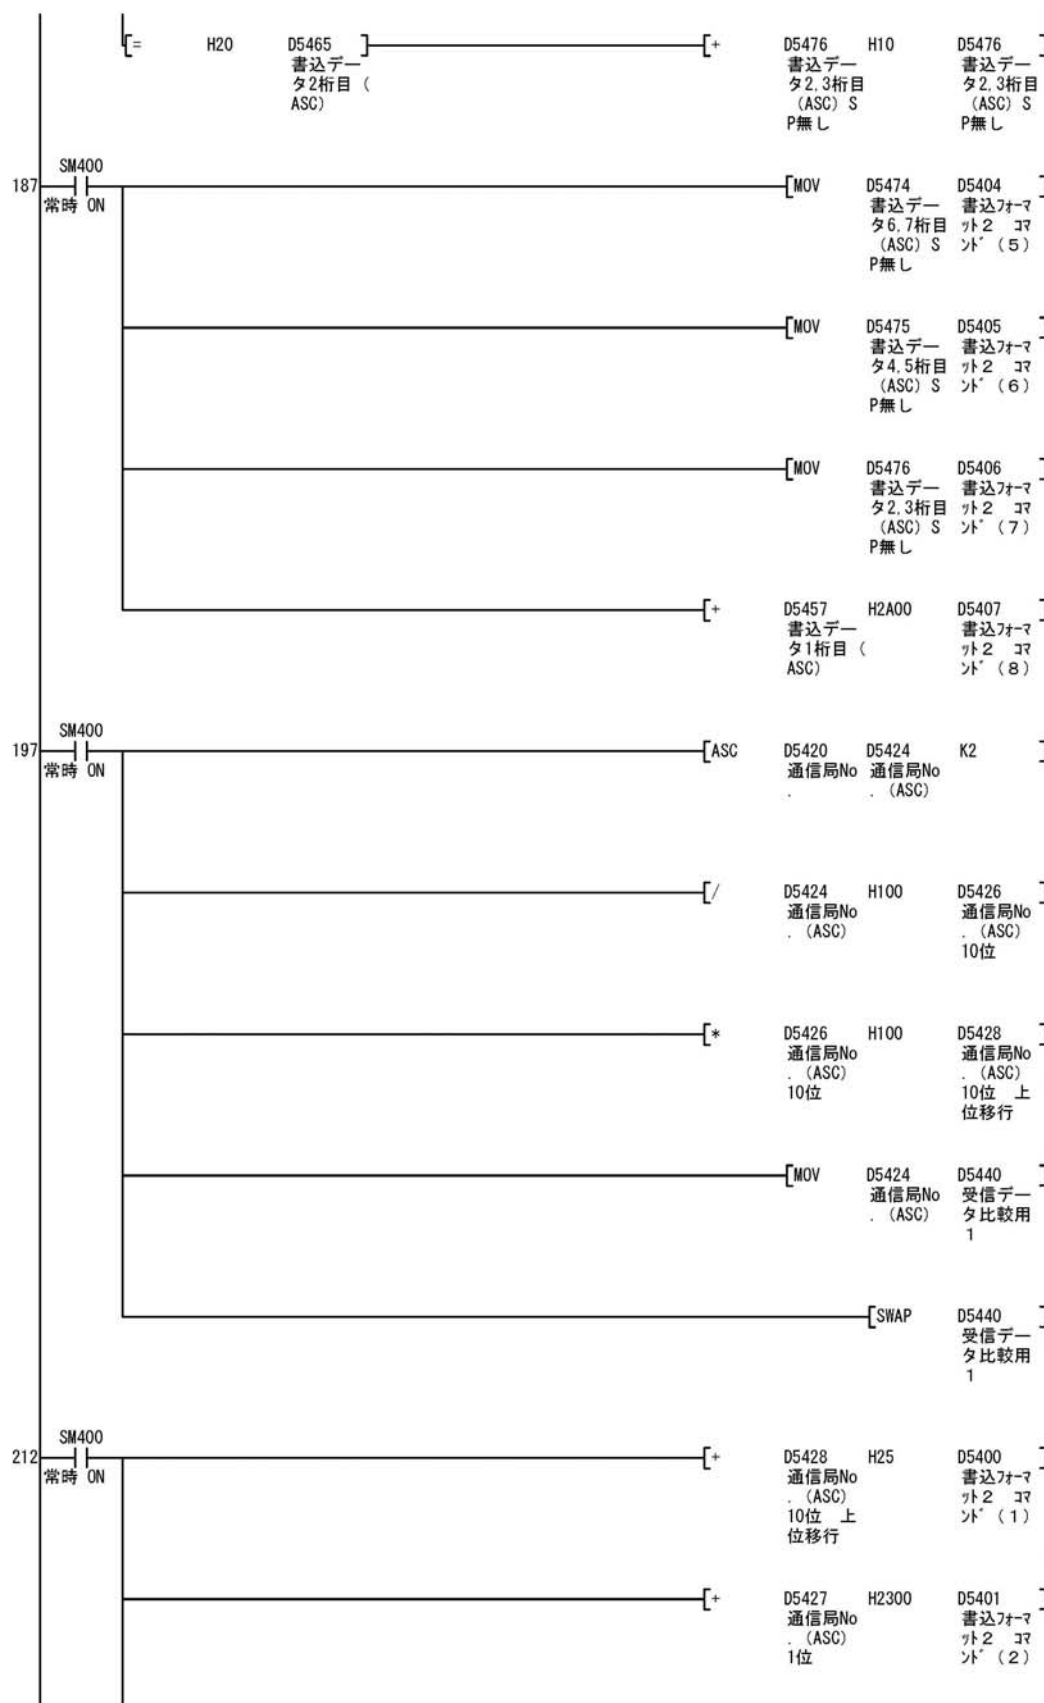 = H20 D5465 + D5476 H10 D5476
書込デー 書込デー 書込デー
タ2桁目 ( タ2,3桁目 タ2,3桁目
ASC) (ASC) S (ASC) S
P無し P無し
SM400
187 MOV D5474 D5404
常時 ON 書込デー 書込ﾌｫｰﾏ
タ6,7桁目 ｯﾄ2 ｺﾏ
(ASC) S ﾝﾄﾞ (5)
P無し
MOV D5475 D5405
書込デー 書込ﾌｫｰﾏ
タ4,5桁目 ｯﾄ2 ｺﾏ
(ASC) S ﾝﾄﾞ (6)
P無し
MOV D5476 D5406
書込デー 書込ﾌｫｰﾏ
タ2,3桁目 ｯﾄ2 ｺﾏ
(ASC) S ﾝﾄﾞ (7)
P無し
+ D5457 H2A00 D5407
書込デー 書込ﾌｫｰﾏ
タ1桁目 ( ｯﾄ2 ｺﾏ
ASC) ﾝﾄﾞ (8)
SM400
197 ASC D5420 D5424 K2
常時 ON 通信局No 通信局No
. . (ASC)
/ D5424 H100 D5426
通信局No 通信局No
. (ASC) . (ASC)
10位
* D5426 H100 D5428
通信局No 通信局No
. (ASC) . (ASC)
10位 10位 上
位移行
MOV D5424 D5440
通信局No 受信デー
. (ASC) タ比較用
1
SWAP D5440
受信デー
タ比較用
1
SM400
212 + D5428 H25 D5400
常時 ON 通信局No 書込ﾌｫｰﾏ
. (ASC) ｯﾄ2 ｺﾏ
10位 上 ﾝﾄﾞ (1)
位移行
+ D5427 H2300 D5401
通信局No 書込ﾌｫｰﾏ
. (ASC) ｯﾄ2 ｺﾏ
1位 ﾝﾄﾞ (2)